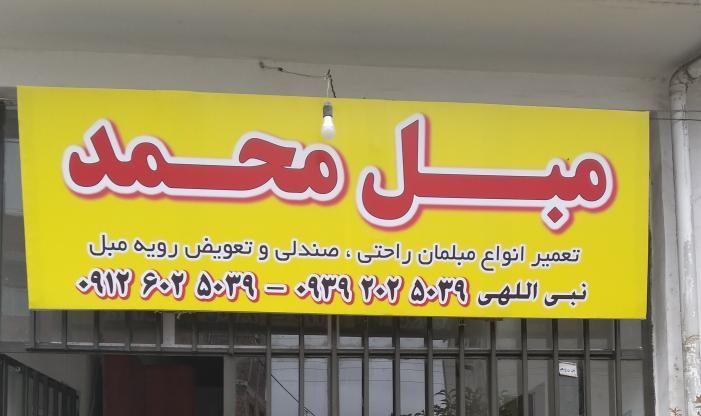 مبل محمد
تعمیر انواع مبلمان راحتی ، صندلی و تعویض رویه مبل
نبی اللهی ۰۹۳۹ ۲۰۲ ۵۰۳۹ - ۰۹۱۲ ۶۰۲ ۵۰۳۹